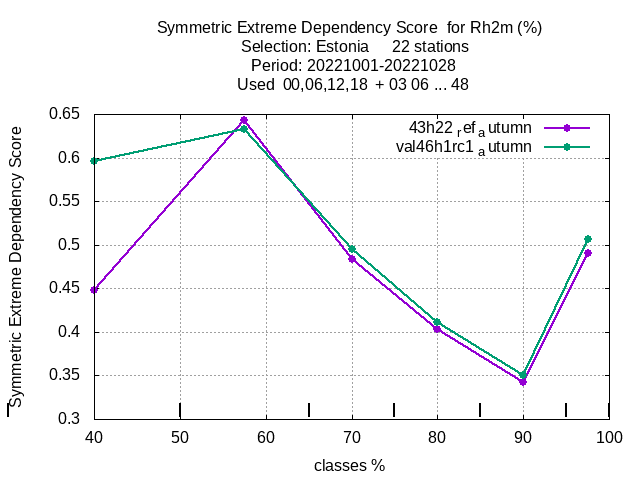 Symmetric Extreme Dependency Score for Rh2m (%)
Selection: Estonia 22 stations
Period: 20221001-20221028
Used 00,06,12,18 + 03 06 ... 48
43h22 ref a utumn
val46h1rc1 a utumn
Symmetric Extreme Dependency Score
0.65
0.6
0.55
0.5
0.45
0.4
0.35
0.3
40 50 60 70 80 90 100
classes %